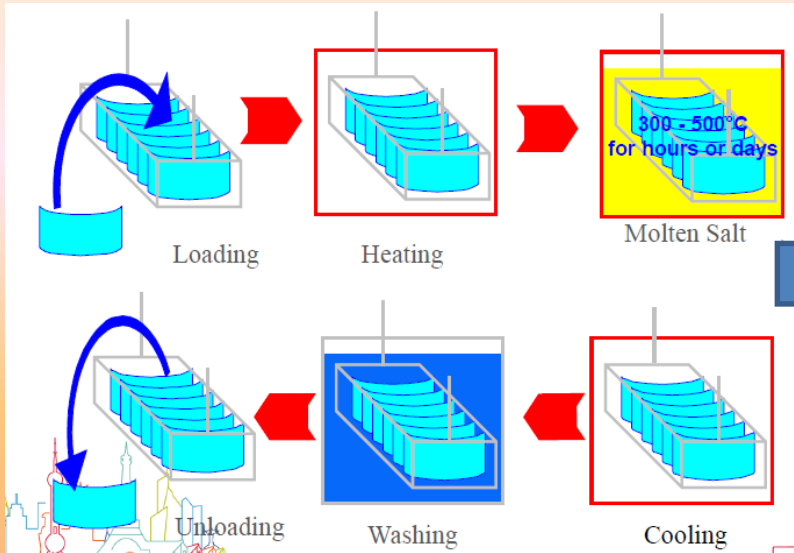 300 - 500°C
for hours or days
Loading
Heating
Molten Salt
Unloading
Washing
Cooling